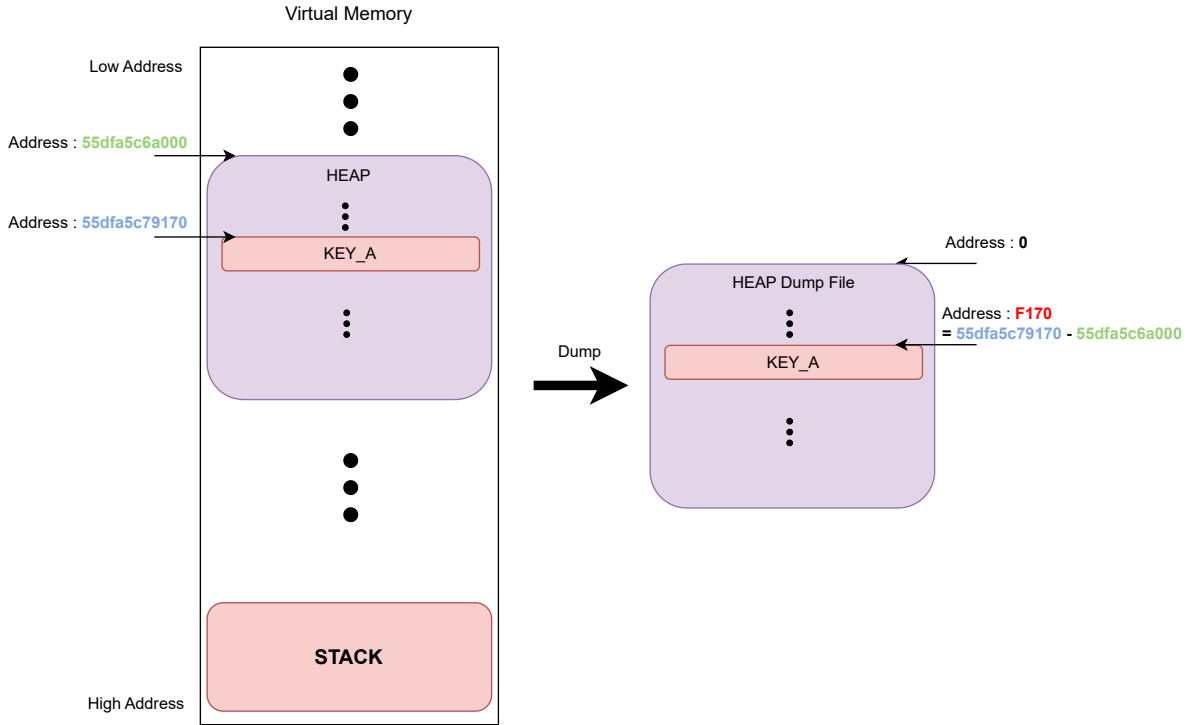 Virtual Memory
Low Address
Address : 55dfa5c6a000
HEAP
Address : 55dfa5c79170
KEY_A
STACK
High Address
Dump
Address : 0
HEAP Dump File
Address : F170
= 55dfa5c79170 - 55dfa5c6a000
KEY_A